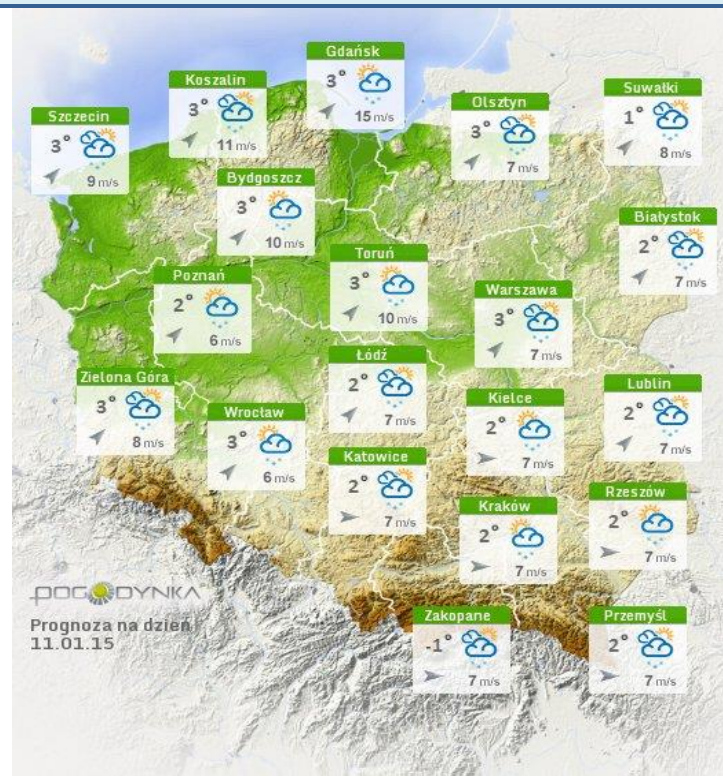 Gdańsk
3°
15 m/s
Koszalin
3°
11 m/s
Suwałki
1°
8 m/s
Olsztyn
3°
7 m/s
Szczecin
3°
9 m/s
Bydgoszcz
3°
10 m/s
Białystok
2°
7 m/s
Toruń
3°
10 m/s
Poznań
2°
6 m/s
Warszawa
3°
7 m/s
Łódź
2°
7 m/s
Zielona Góra
3°
8 m/s
Lublin
2°
7 m/s
Kielce
2°
7 m/s
Wrocław
3°
6 m/s
Katowice
2°
7 m/s
Rzeszów
2°
7 m/s
Kraków
2°
7 m/s
POGODYNKA
Prognoza na dzień
11.01.15
Zakopane
-1°
7 m/s
Przemyśl
2°
7 m/s